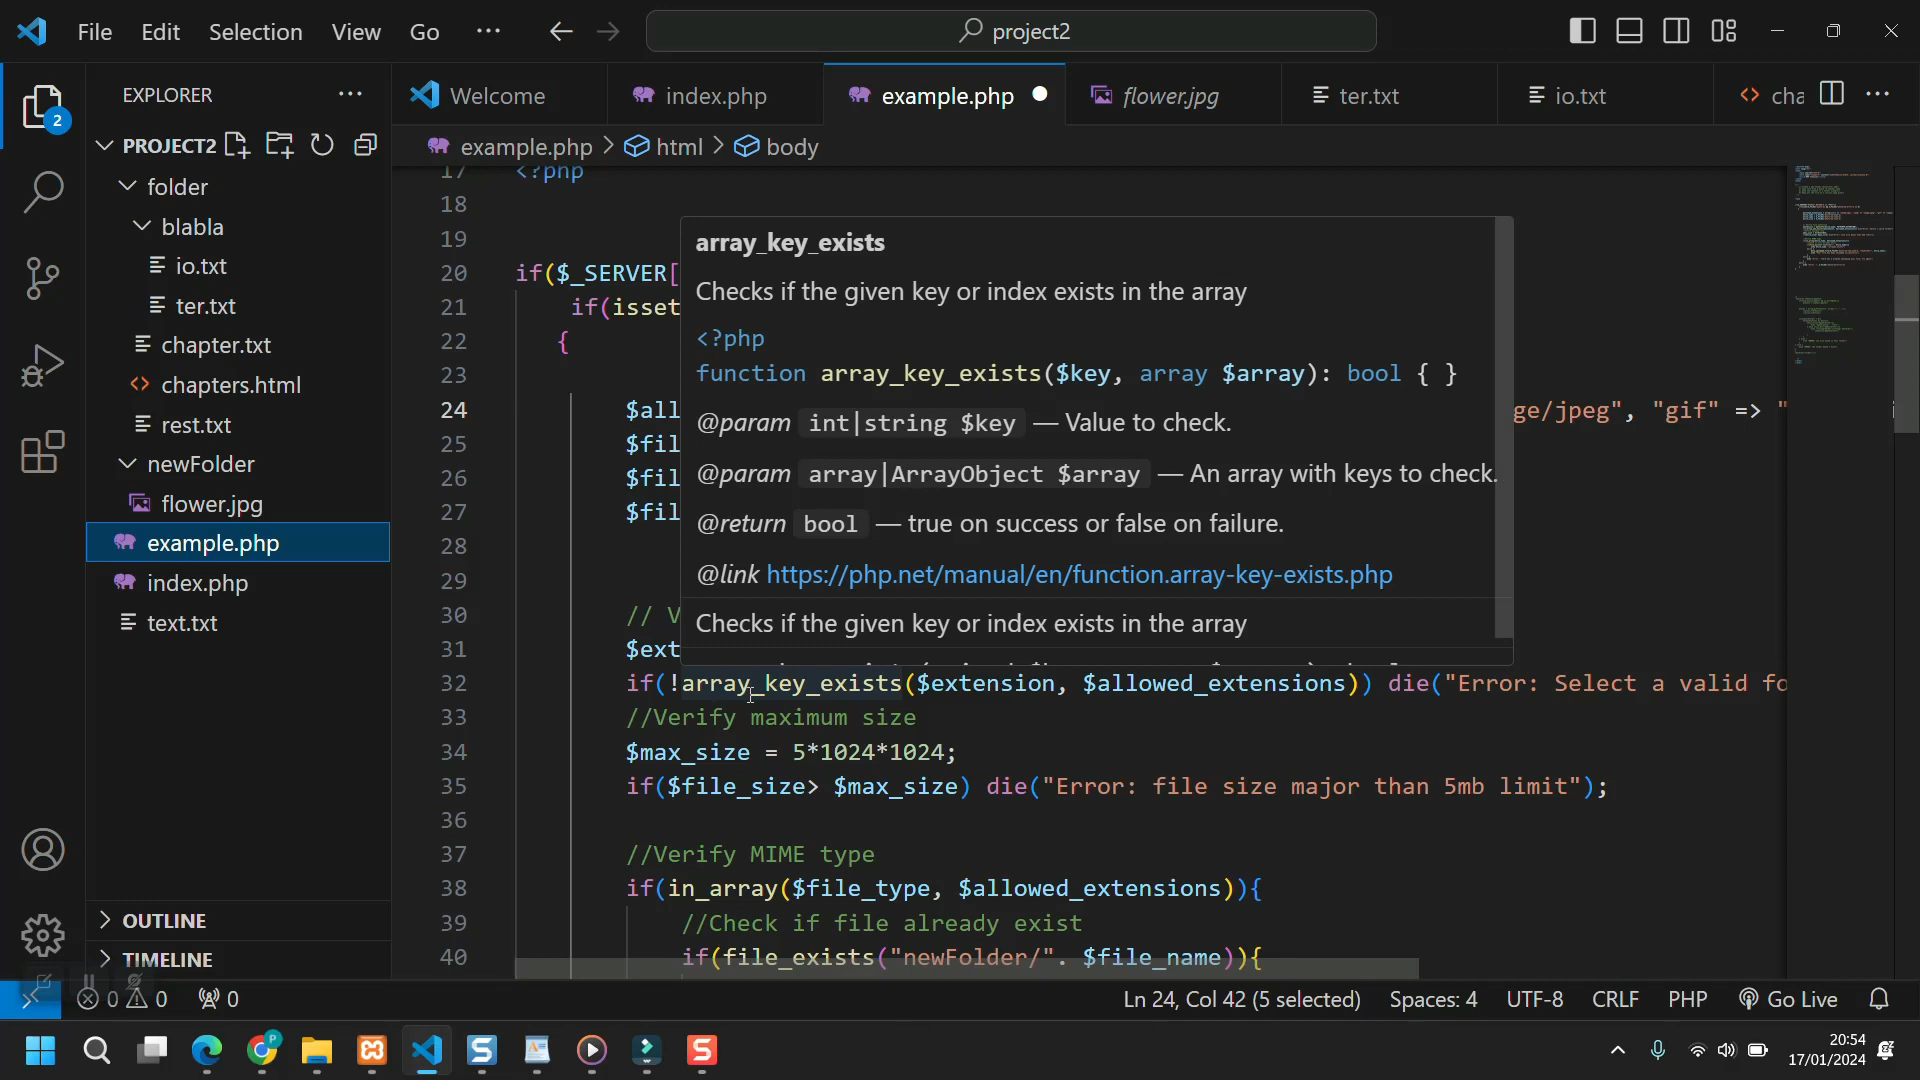 File Edit Selection View Go ··· project2
2 EXPLORER ··· Welcome index.php example.php flower.jpg ter.txt io.txt cha ···
PROJECT2 example.php > html > body
folder
blabla
io.txt
ter.txt
chapter.txt
chapters.html
rest.txt
newFolder
flower.jpg
example.php
index.php
text.txt
OUTLINE
TIMELINE
17 <?php
18
19
20 if($_SERVER[
21 if(isset
22 {
23
24 $all ge/jpeg", "gif" => "
25 $fil
26 $fil
27 $fil
28
29
30 // V
31 $ext
32 if(!array_key_exists($extension, $allowed_extensions)) die("Error: Select a valid fo
33 //Verify maximum size
34 $max_size = 5*1024*1024;
35 if($file_size> $max_size) die("Error: file size major than 5mb limit");
36
37 //Verify MIME type
38 if(in_array($file_type, $allowed_extensions)){
39 //Check if file already exist
40 if(file_exists("newFolder/". $file_name)){
array_key_exists
Checks if the given key or index exists in the array
<?php
function array_key_exists($key, array $array): bool { }
@param int|string $key — Value to check.
@param array|ArrayObject $array — An array with keys to check.
@return bool — true on success or false on failure.
@link https://php.net/manual/en/function.array-key-exists.php
Checks if the given key or index exists in the array
0 0 0 Ln 24, Col 42 (5 selected) Spaces: 4 UTF-8 CRLF PHP Go Live
20:54
17/01/2024